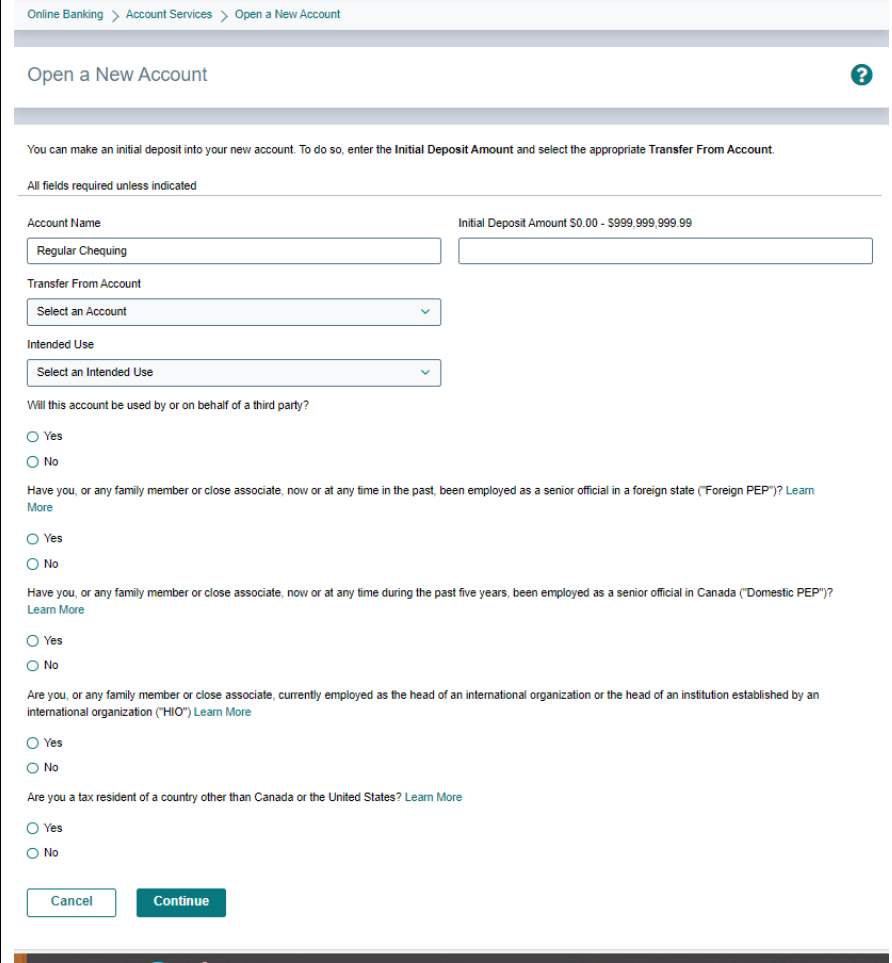 Online Banking > Account Services > Open a New Account
Open a New Account
?
You can make an initial deposit into your new account. To do so, enter the Initial Deposit Amount and select the appropriate Transfer From Account.
All fields required unless indicated
Account Name
Initial Deposit Amount $0.00 - $999,999,999.99
Regular Chequing
Transfer From Account
Select an Account
Intended Use
Select an Intended Use
Will this account be used by or on behalf of a third party?
Yes
No
Have you, or any family member or close associate, now or at any time in the past, been employed as a senior official in a foreign state ("Foreign PEP")? Learn
More
Yes
No
Have you, or any family member or close associate, now or at any time during the past five years, been employed as a senior official in Canada ("Domestic PEP")?
Learn More
Yes
No
Are you, or any family member or close associate, currently employed as the head of an international organization or the head of an institution established by an
international organization ("HIO") Learn More
Yes
No
Are you a tax resident of a country other than Canada or the United States? Learn More
Yes
No
Cancel
Continue